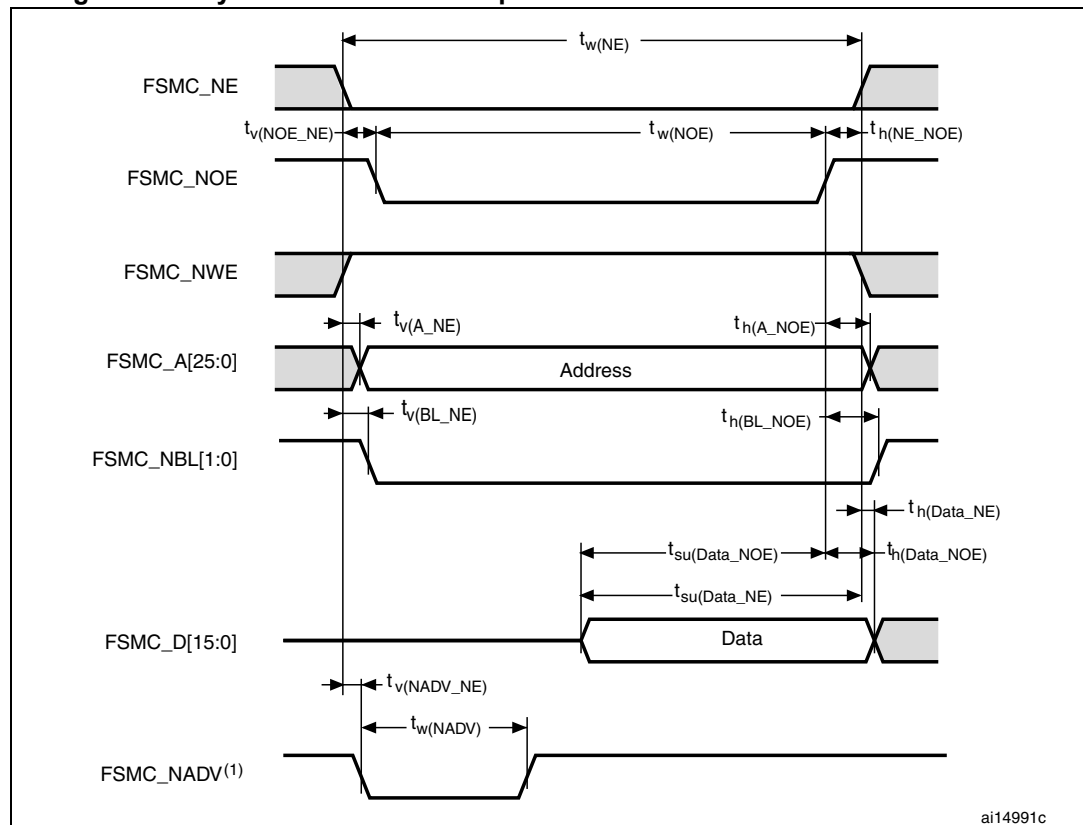 tw(NE)
FSMC_NE
tv(NOE_NE)
tw(NOE)
th(NE_NOE)
FSMC_NOE
FSMC_NWE
tv(A_NE)
th(A_NOE)
FSMC_A[25:0]
Address
tv(BL_NE)
th(BL_NOE)
FSMC_NBL[1:0]
th(Data_NE)
tsu(Data_NOE)
th(Data_NOE)
tsu(Data_NE)
FSMC_D[15:0]
Data
tv(NADV_NE)
tw(NADV)
FSMC_NADV(1)
ai14991c